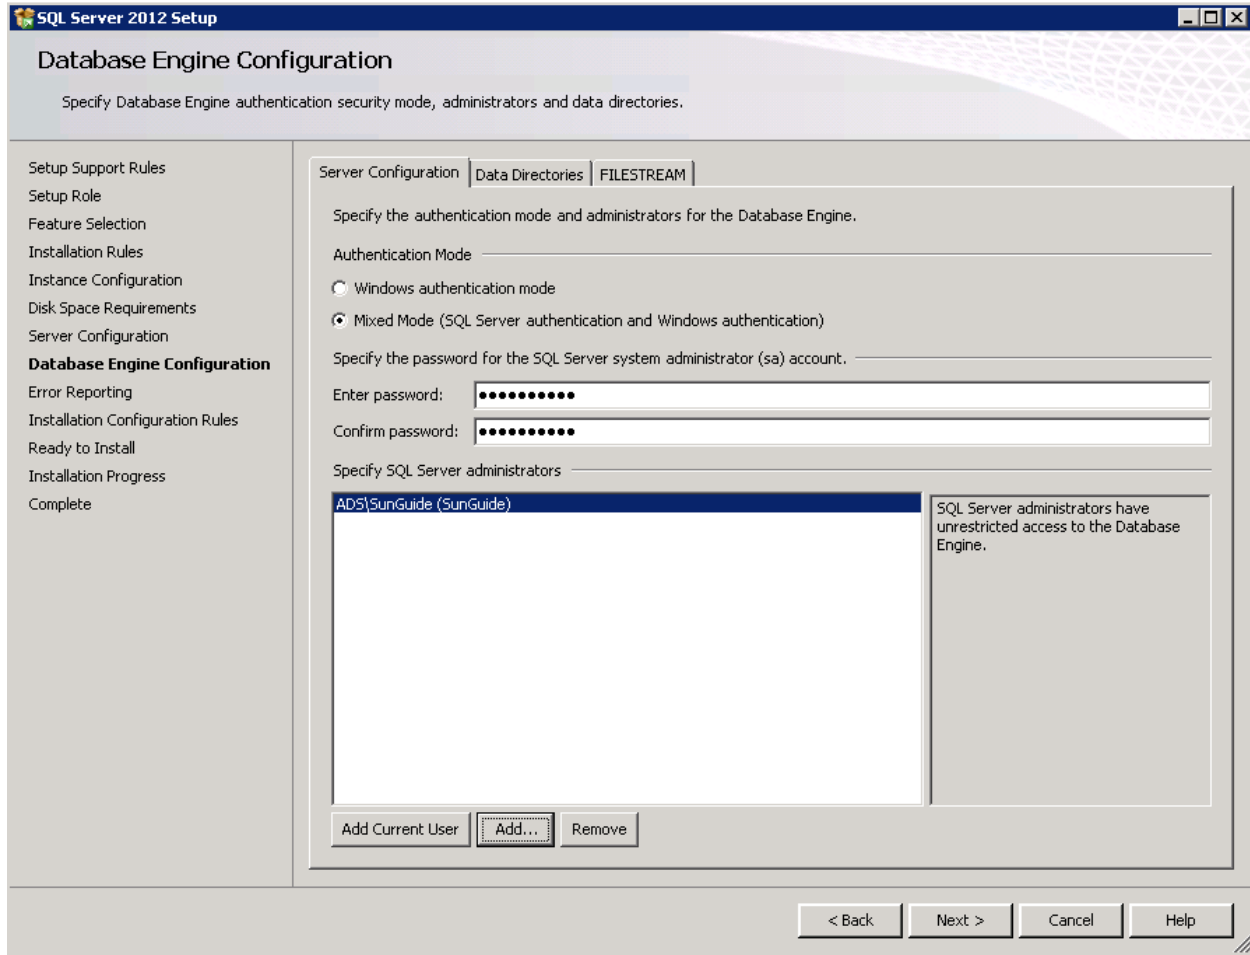 SQL Server 2012 Setup
Database Engine Configuration
Specify Database Engine authentication security mode, administrators and data directories.
Setup Support Rules
Setup Role
Feature Selection
Installation Rules
Instance Configuration
Disk Space Requirements
Server Configuration
Database Engine Configuration
Error Reporting
Installation Configuration Rules
Ready to Install
Installation Progress
Complete
Server Configuration Data Directories FILESTREAM
Specify the authentication mode and administrators for the Database Engine.
Authentication Mode
Windows authentication mode
Mixed Mode (SQL Server authentication and Windows authentication)
Specify the password for the SQL Server system administrator (sa) account.
Enter password: ●●●●●●●●●●
Confirm password: ●●●●●●●●●●
Specify SQL Server administrators
ADS\SunGuide (SunGuide)
SQL Server administrators have
unrestricted access to the Database
Engine.
Add Current User Add... Remove
< Back Next > Cancel Help